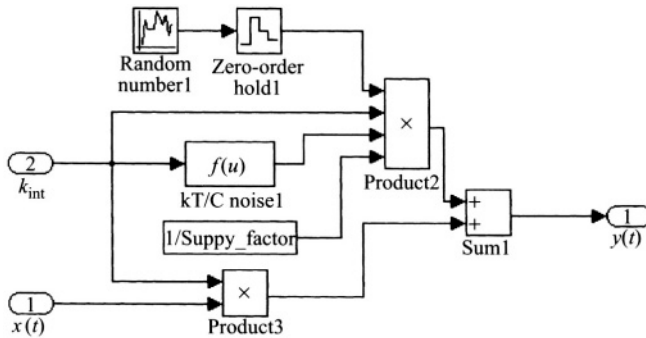 Random
number1
Zero-order
hold1
×
Product2
2
k_int
f(u)
kT/C noise1
1/Suppy_factor
+
+
Sum1
1
y(t)
×
Product3
1
x(t)